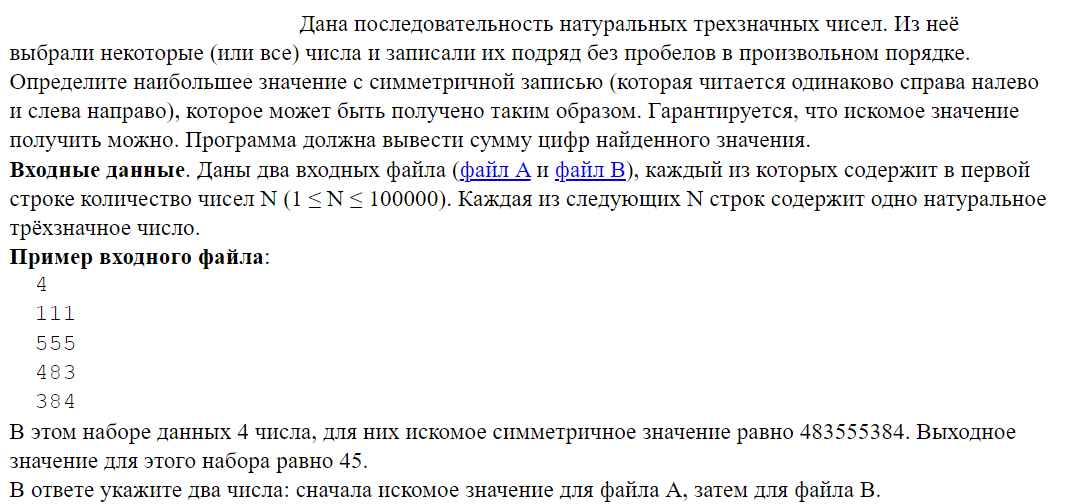 Дана последовательность натуральных трехзначных чисел. Из неё
выбрали некоторые (или все) числа и записали их подряд без пробелов в произвольном порядке.
Определите наибольшее значение с симметричной записью (которая читается одинаково справа налево
и слева направо), которое может быть получено таким образом. Гарантируется, что искомое значение
получить можно. Программа должна вывести сумму цифр найденного значения.
Входные данные. Даны два входных файла (файл A и файл B), каждый из которых содержит в первой
строке количество чисел N (1 ≤ N ≤ 100000). Каждая из следующих N строк содержит одно натуральное
трёхзначное число.
Пример входного файла:
4
111
555
483
384
В этом наборе данных 4 числа, для них искомое симметричное значение равно 483555384. Выходное
значение для этого набора равно 45.
В ответе укажите два числа: сначала искомое значение для файла A, затем для файла B.